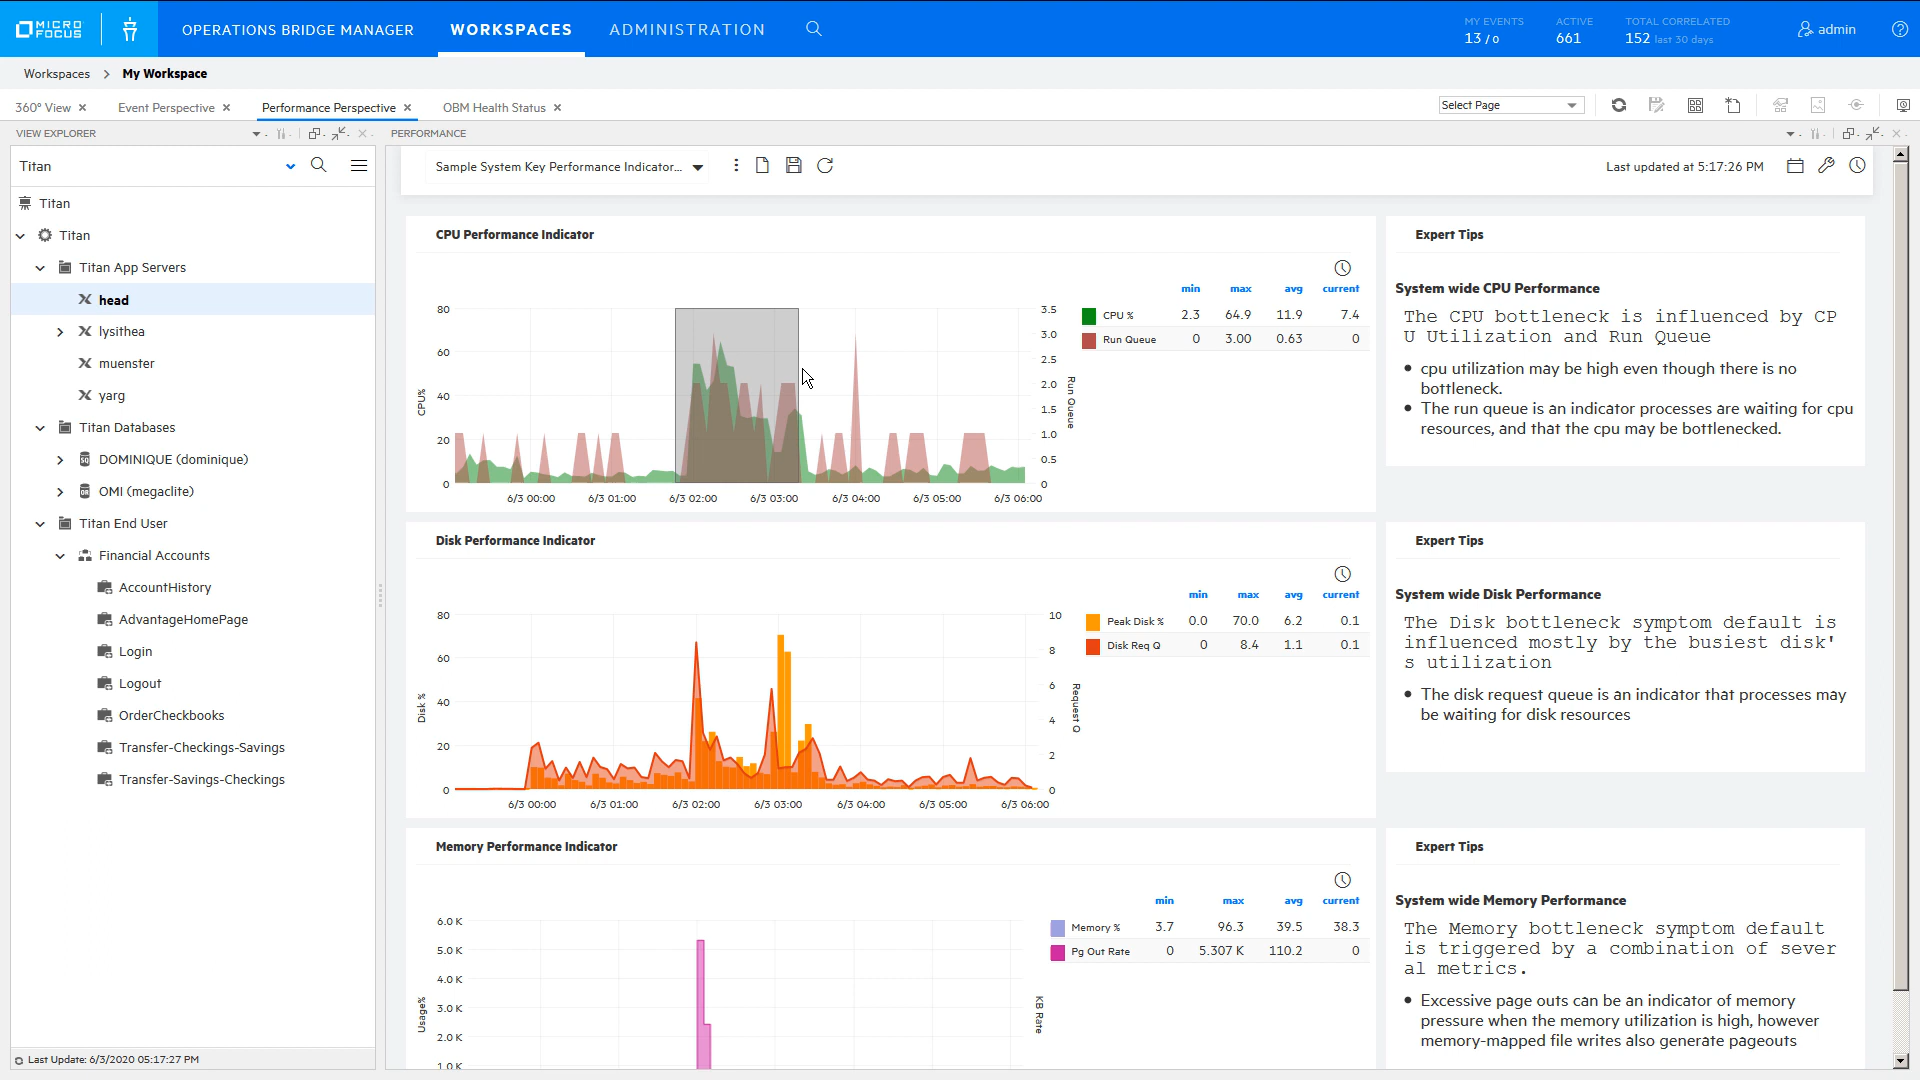 MICRO FOCUS
OPERATIONS BRIDGE MANAGER
WORKSPACES
ADMINISTRATION
MY EVENTS
13 / 0
ACTIVE
661
TOTAL CORRELATED
152 last 30 days
admin
Workspaces > My Workspace
360° View
Event Perspective
Performance Perspective
OBM Health Status
Select Page
VIEW EXPLORER
Titan
Titan
Titan
Titan App Servers
head
lysithea
muenster
yarg
Titan Databases
DOMINIQUE (dominique)
OMI (megaclite)
Titan End User
Financial Accounts
AccountHistory
AdvantageHomePage
Login
Logout
OrderCheckbooks
Transfer-Checkings-Savings
Transfer-Savings-Checkings
Last Update: 6/3/2020 05:17:27 PM
PERFORMANCE
Sample System Key Performance Indicator...
Last updated at 5:17:26 PM
CPU Performance Indicator
min max avg current
CPU % 2.3 64.9 11.9 7.4
Run Queue 0 3.00 0.63 0
80
60
40
20
0
CPU%
3.5
3.0
2.5
2.0
1.5
1.0
0.5
0
Run Queue
6/3 00:00 6/3 01:00 6/3 02:00 6/3 03:00 6/3 04:00 6/3 05:00 6/3 06:00
Expert Tips
System wide CPU Performance
The CPU bottleneck is influenced by CP
U Utilization and Run Queue
• cpu utilization may be high even though there is no
bottleneck.
• The run queue is an indicator processes are waiting for cpu
resources, and that the cpu may be bottlenecked.
Disk Performance Indicator
min max avg current
Peak Disk % 0.0 70.0 6.2 0.1
Disk Req Q 0 8.4 1.1 0.1
80
60
40
20
0
Disk %
10
8
6
4
2
0
Request Q
6/3 00:00 6/3 01:00 6/3 02:00 6/3 03:00 6/3 04:00 6/3 05:00 6/3 06:00
Expert Tips
System wide Disk Performance
The Disk bottleneck symptom default is
influenced mostly by the busiest disk'
s utilization
• The disk request queue is an indicator that processes may
be waiting for disk resources
Memory Performance Indicator
min max avg current
Memory % 3.7 96.3 39.5 38.3
Pg Out Rate 0 5.307 K 110.2 0
6.0 K
5.0 K
4.0 K
3.0 K
2.0 K
1.0 K
Usage%
KB Rate
Expert Tips
System wide Memory Performance
The Memory bottleneck symptom default
is triggered by a combination of sever
al metrics.
• Excessive page outs can be an indicator of memory
pressure when the memory utilization is high, however
memory-mapped file writes also generate pageouts